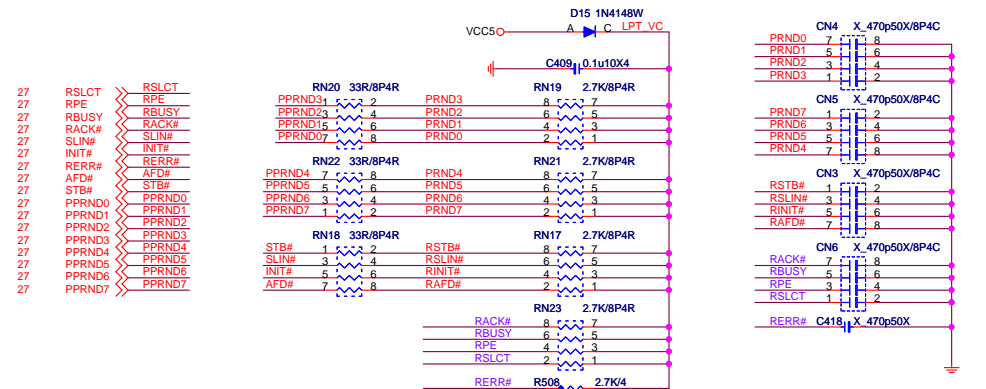 D15 1N4148W
VCC5 A C LPT_VC
C409 0.1u10X4
27 RSLCT RSLCT
27 RPE RPE
27 RBUSY RBUSY
27 RACK# RACK#
27 SLIN# SLIN#
27 INIT# INIT#
27 RERR# RERR#
27 AFD# AFD#
27 STB# STB#
27 PPRND0 PPRND0
27 PPRND1 PPRND1
27 PPRND2 PPRND2
27 PPRND3 PPRND3
27 PPRND4 PPRND4
27 PPRND5 PPRND5
27 PPRND6 PPRND6
27 PPRND7 PPRND7
RN20 33R/8P4R RN19 2.7K/8P4R
PPRND3 1 2 PRND3 8 7
PPRND2 3 4 PRND2 6 5
PPRND1 5 6 PRND1 4 3
PPRND0 7 8 PRND0 2 1
RN22 33R/8P4R RN21 2.7K/8P4R
PPRND4 7 8 PRND4 8 7
PPRND5 5 6 PRND5 6 5
PPRND6 3 4 PRND6 4 3
PPRND7 1 2 PRND7 2 1
RN18 33R/8P4R RN17 2.7K/8P4R
STB# 1 2 RSTB# 8 7
SLIN# 3 4 RSLIN# 6 5
INIT# 5 6 RINIT# 4 3
AFD# 7 8 RAFD# 2 1
RN23 2.7K/8P4R
RACK# 8 7
RBUSY 6 5
RPE 4 3
RSLCT 2 1
RERR# R508 2.7K/4
CN4 X_470p50X/8P4C
PRND0 7 8
PRND1 5 6
PRND2 3 4
PRND3 1 2
CN5 X_470p50X/8P4C
PRND7 1 2
PRND6 3 4
PRND5 5 6
PRND4 7 8
CN3 X_470p50X/8P4C
RSTB# 1 2
RSLIN# 3 4
RINIT# 5 6
RAFD# 7 8
CN6 X_470p50X/8P4C
RACK# 7 8
RBUSY 5 6
RPE 3 4
RSLCT 1 2
RERR# C418 X_470p50X